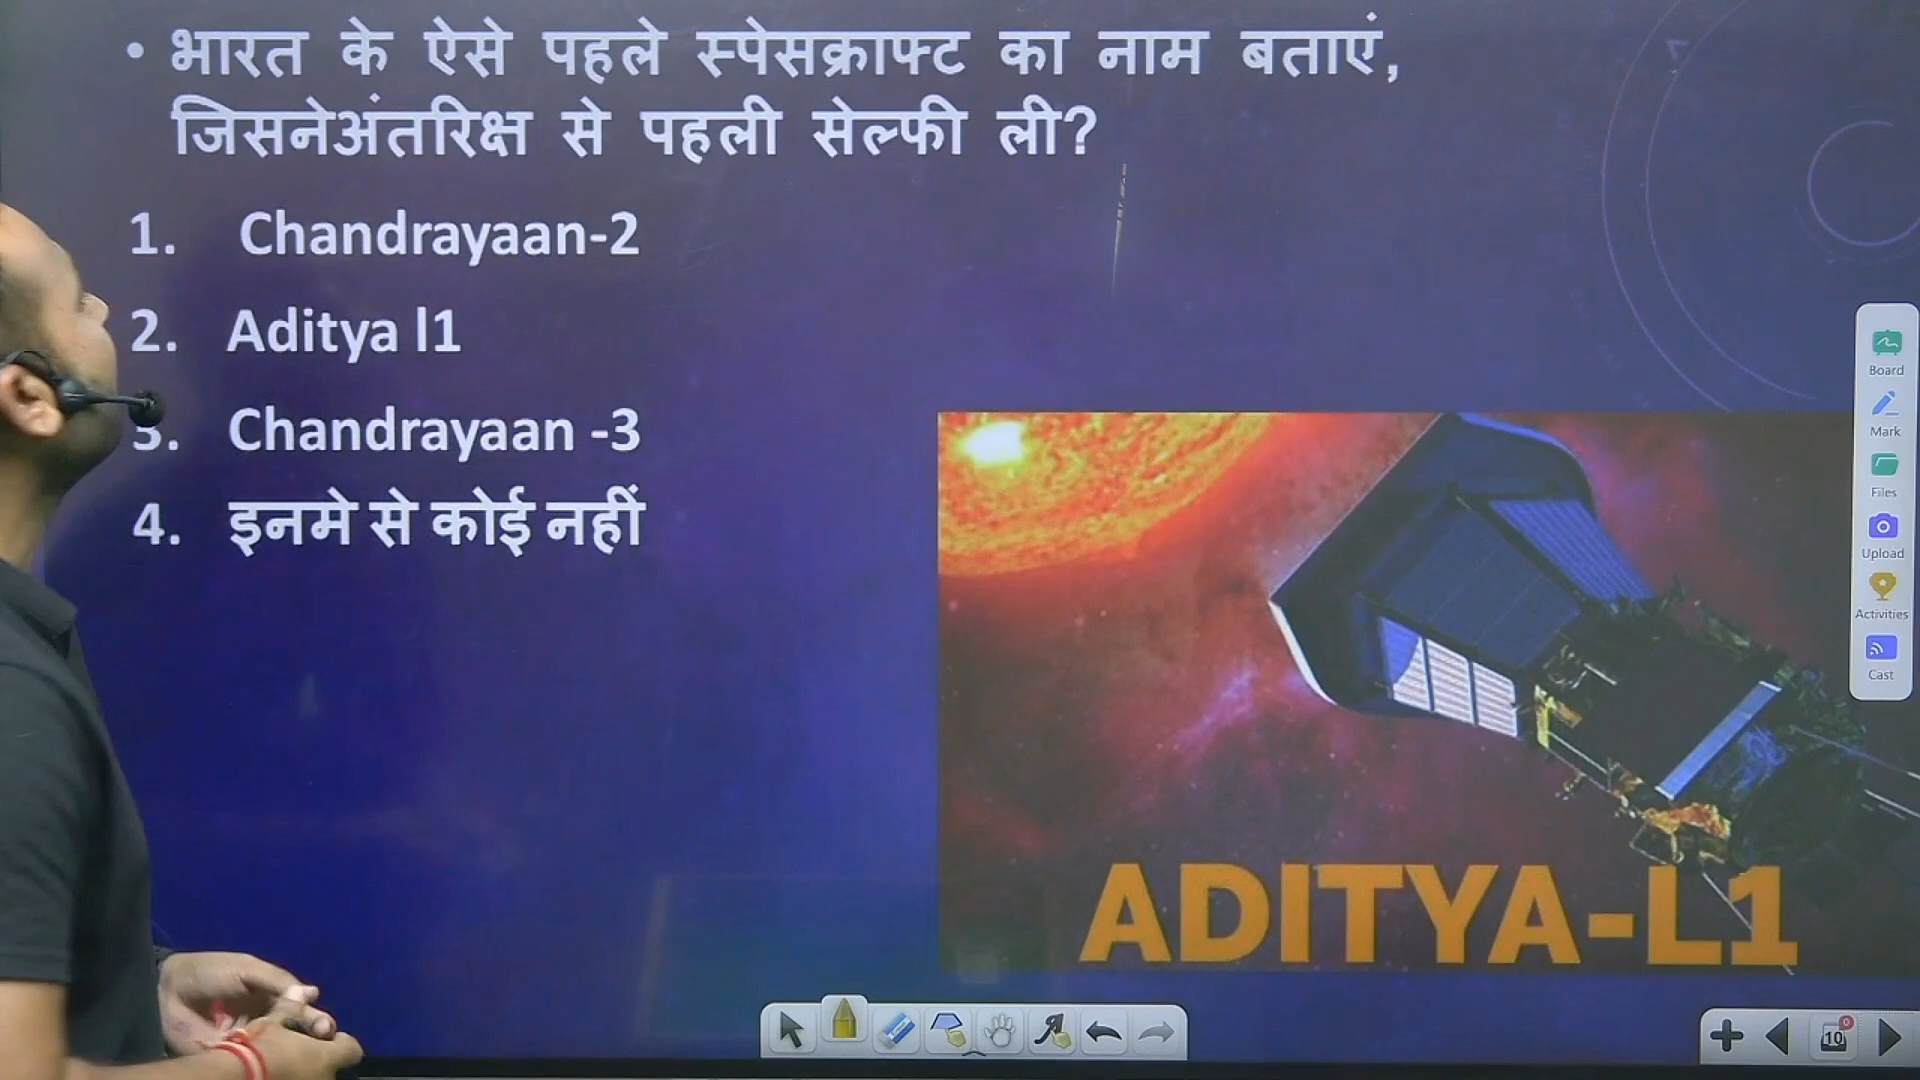 • भारत के ऐसे पहले स्पेसक्राफ्ट का नाम बताएं,
जिसनेअंतरिक्ष से पहली सेल्फी ली?
1. Chandrayaan-2
2. Aditya l1
3. Chandrayaan -3
4. इनमे से कोई नहीं
ADITYA-L1
Board
Mark
Files
Upload
Activities
Cast
10
0